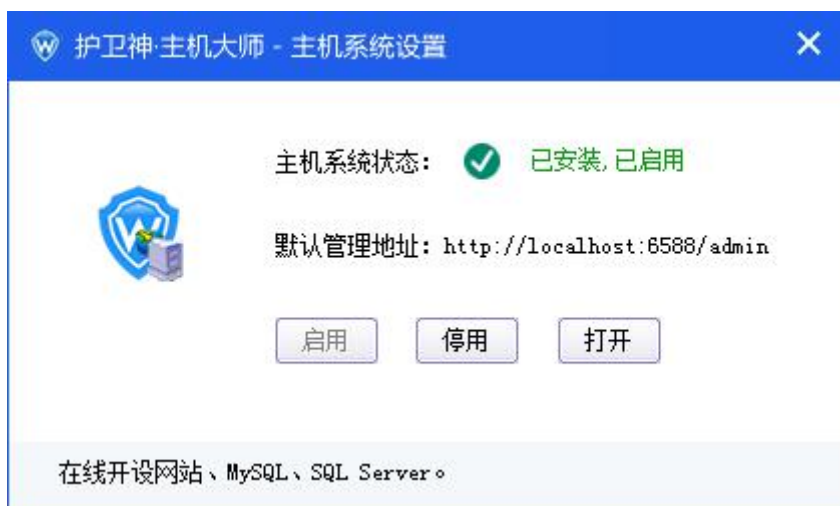 护卫神·主机大师 - 主机系统设置
主机系统状态： 已安装,已启用
默认管理地址：http://localhost:6588/admin
启用 停用 打开
在线开设网站、MySQL、SQL Server。